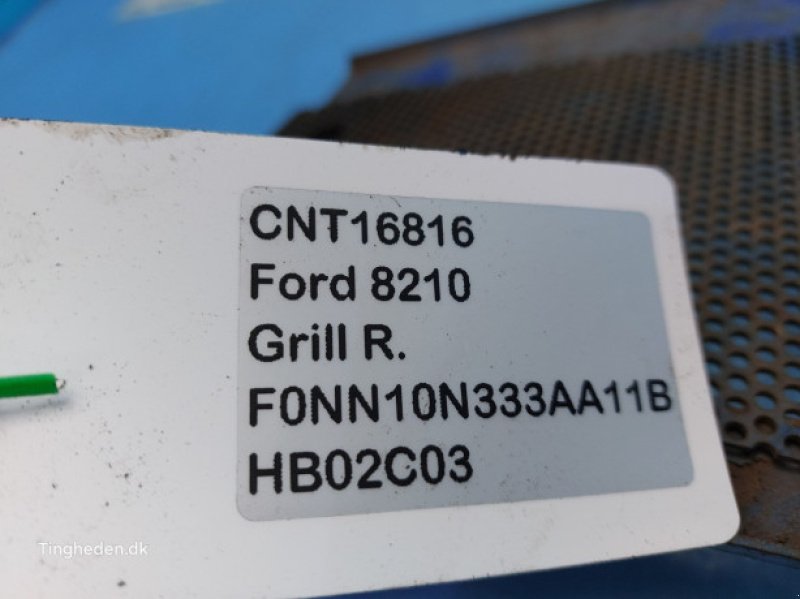 CNT16816
Ford 8210
Grill R.
F0NN10N333AA11B
HB02C03
Tingheden.dk